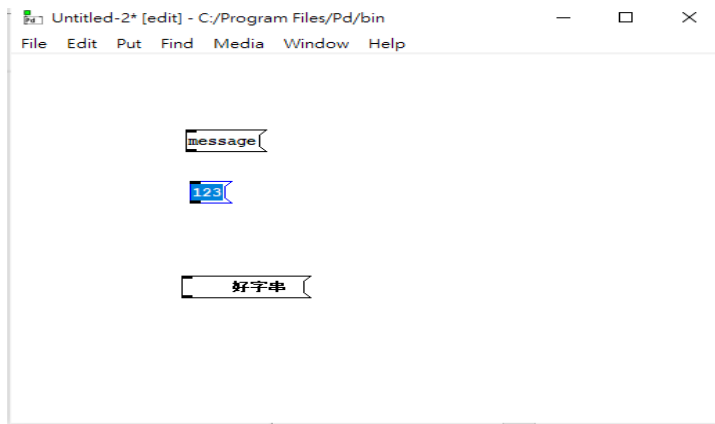 Untitled-2* [edit] - C:/Program Files/Pd/bin
File Edit Put Find Media Window Help
message
123
好字串